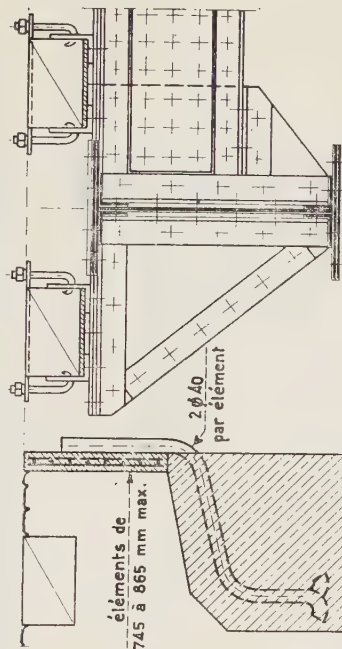 éléments de
745 à 865 mm max.
2 ø 40
par élément